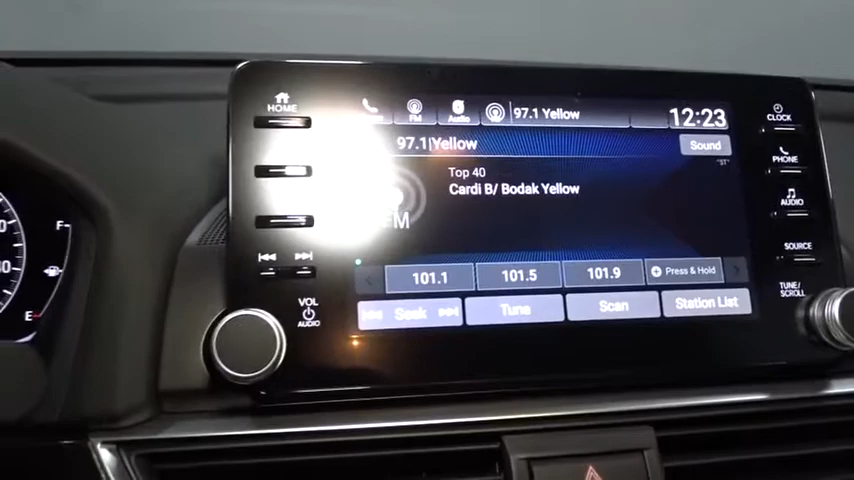 HOME
FM
Audio
97.1 Yellow
12:23
CLOCK
97.1|Yellow
Sound
Top 40
"ST"
PHONE
Cardi B/ Bodak Yellow
FM
AUDIO
101.1
101.5
101.9
Press & Hold
SOURCE
Seek
Tune
Scan
Station List
TUNE/
SCROLL
VOL
AUDIO
F
E